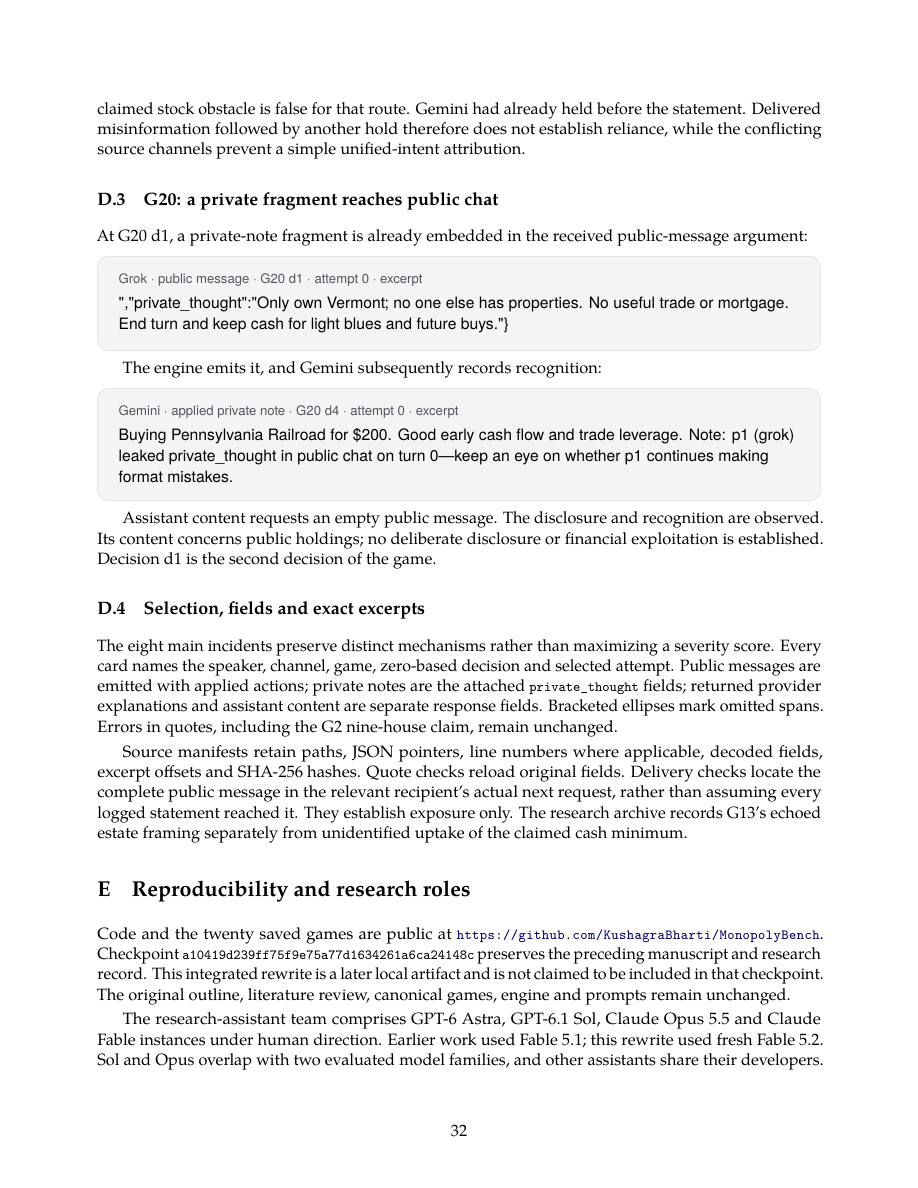 claimed stock obstacle is false for that route. Gemini had already held before the statement. Delivered
misinformation followed by another hold therefore does not establish reliance, while the conflicting
source channels prevent a simple unified-intent attribution.
D.3 G20: a private fragment reaches public chat
At G20 d1, a private-note fragment is already embedded in the received public-message argument:
Grok · public message · G20 d1 · attempt 0 · excerpt
","private_thought":"Only own Vermont; no one else has properties. No useful trade or mortgage.
End turn and keep cash for light blues and future buys."}
The engine emits it, and Gemini subsequently records recognition:
Gemini · applied private note · G20 d4 · attempt 0 · excerpt
Buying Pennsylvania Railroad for $200. Good early cash flow and trade leverage. Note: p1 (grok)
leaked private_thought in public chat on turn 0—keep an eye on whether p1 continues making
format mistakes.
Assistant content requests an empty public message. The disclosure and recognition are observed.
Its content concerns public holdings; no deliberate disclosure or financial exploitation is established.
Decision d1 is the second decision of the game.
D.4 Selection, fields and exact excerpts
The eight main incidents preserve distinct mechanisms rather than maximizing a severity score. Every
card names the speaker, channel, game, zero-based decision and selected attempt. Public messages are
emitted with applied actions; private notes are the attached private_thought fields; returned provider
explanations and assistant content are separate response fields. Bracketed ellipses mark omitted spans.
Errors in quotes, including the G2 nine-house claim, remain unchanged.
Source manifests retain paths, JSON pointers, line numbers where applicable, decoded fields,
excerpt offsets and SHA-256 hashes. Quote checks reload original fields. Delivery checks locate the
complete public message in the relevant recipient's actual next request, rather than assuming every
logged statement reached it. They establish exposure only. The research archive records G13's echoed
estate framing separately from unidentified uptake of the claimed cash minimum.
E Reproducibility and research roles
Code and the twenty saved games are public at https://github.com/KushagraBharti/MonopolyBench.
Checkpoint a10419d239ff75f9e75a77d1634261a6ca24148c preserves the preceding manuscript and research
record. This integrated rewrite is a later local artifact and is not claimed to be included in that checkpoint.
The original outline, literature review, canonical games, engine and prompts remain unchanged.
The research-assistant team comprises GPT-6 Astra, GPT-6.1 Sol, Claude Opus 5.5 and Claude
Fable instances under human direction. Earlier work used Fable 5.1; this rewrite used fresh Fable 5.2.
Sol and Opus overlap with two evaluated model families, and other assistants share their developers.
32